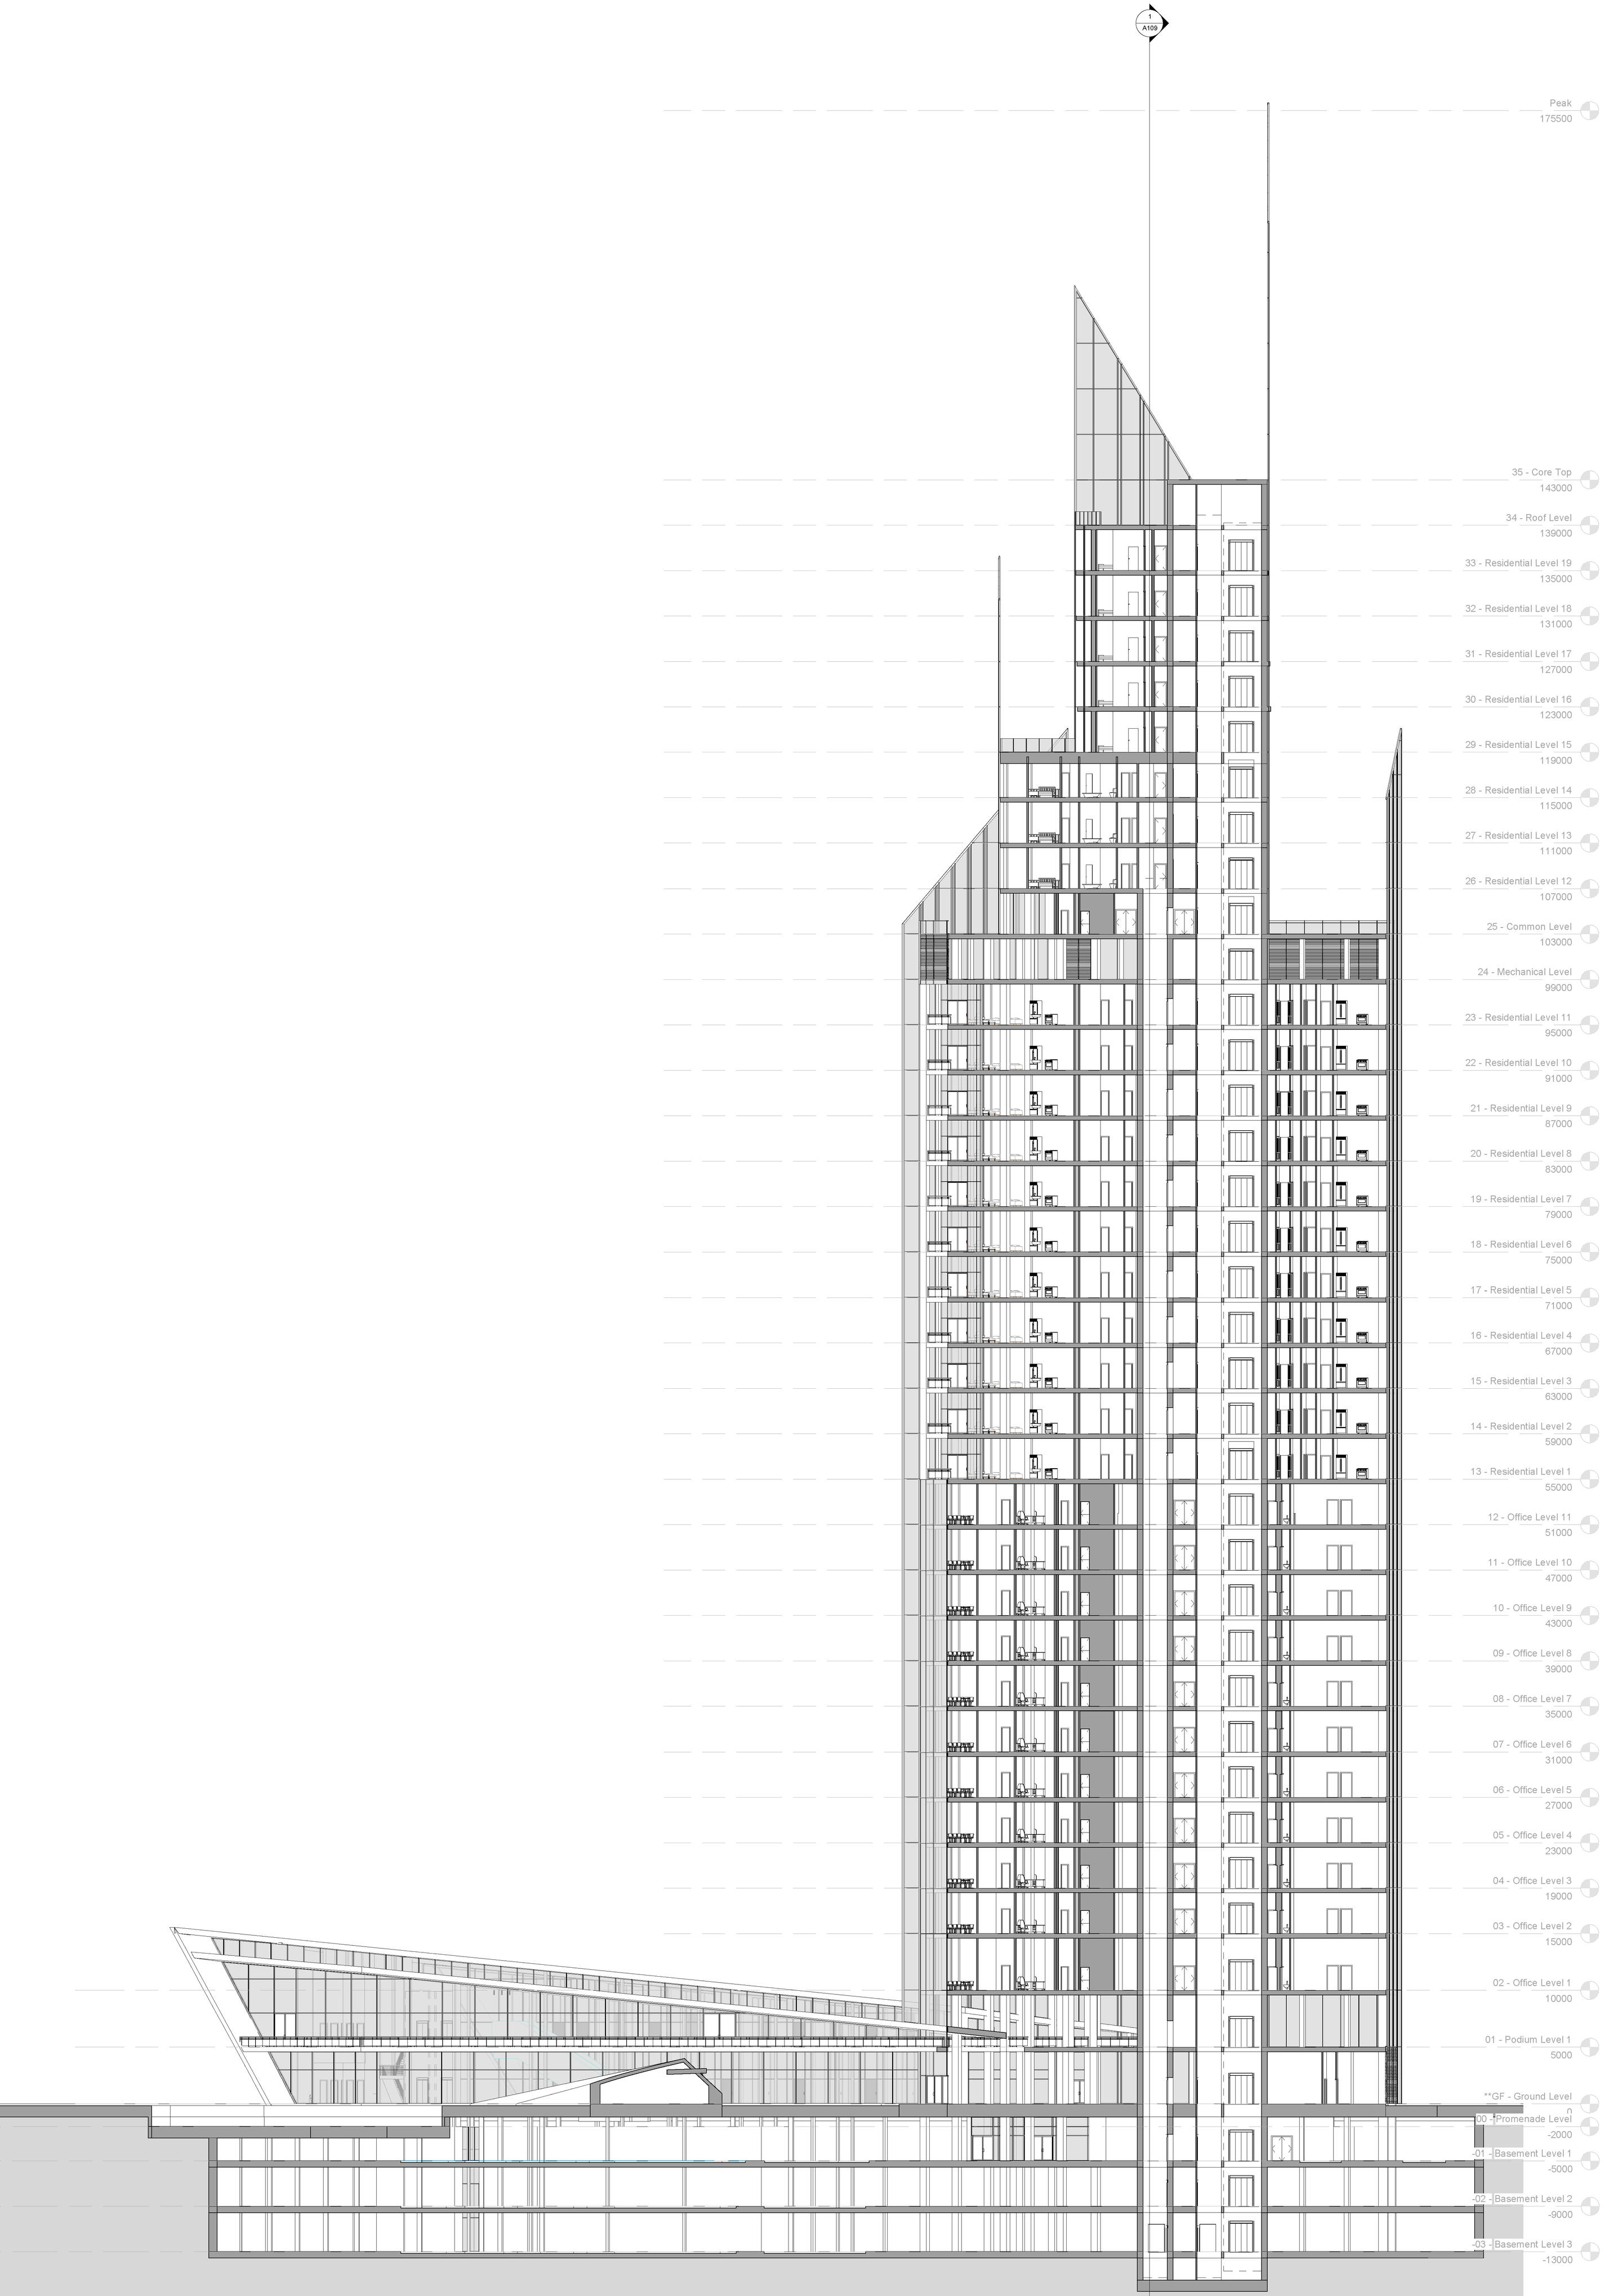 1
A109
Peak
175500
35 - Core Top
143000
34 - Roof Level
139000
33 - Residential Level 19
135000
32 - Residential Level 18
131000
31 - Residential Level 17
127000
30 - Residential Level 16
123000
29 - Residential Level 15
119000
28 - Residential Level 14
115000
27 - Residential Level 13
111000
26 - Residential Level 12
107000
25 - Common Level
103000
24 - Mechanical Level
99000
23 - Residential Level 11
95000
22 - Residential Level 10
91000
21 - Residential Level 9
87000
20 - Residential Level 8
83000
19 - Residential Level 7
79000
18 - Residential Level 6
75000
17 - Residential Level 5
71000
16 - Residential Level 4
67000
15 - Residential Level 3
63000
14 - Residential Level 2
59000
13 - Residential Level 1
55000
12 - Office Level 11
51000
11 - Office Level 10
47000
10 - Office Level 9
43000
09 - Office Level 8
39000
08 - Office Level 7
35000
07 - Office Level 6
31000
06 - Office Level 5
27000
05 - Office Level 4
23000
04 - Office Level 3
19000
03 - Office Level 2
15000
02 - Office Level 1
10000
01 - Podium Level 1
5000
**GF - Ground Level
0
00 - Promenade Level
-2000
-01 - Basement Level 1
-5000
-02 - Basement Level 2
-9000
-03 - Basement Level 3
-13000